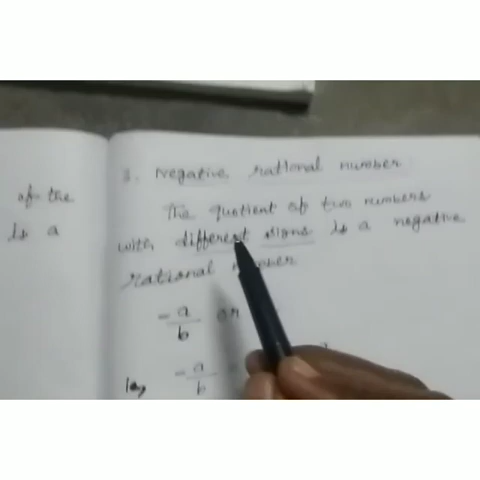 of the
is a
3. Negative rational number
The quotient of two numbers
with different signs is a negative
rational number
-a/b or
-a/b = a